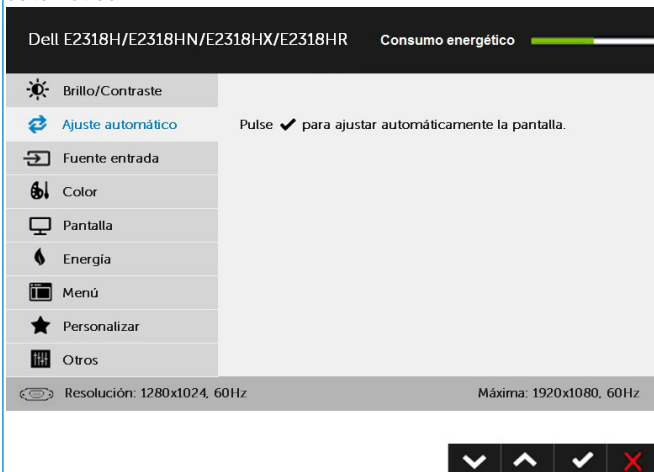 Dell E2318H/E2318HN/E2318HX/E2318HR
Consumo energético
Brillo/Contraste
Ajuste automático
Pulse ✔ para ajustar automáticamente la pantalla.
Fuente entrada
Color
Pantalla
Energía
Menú
Personalizar
Otros
Resolución: 1280x1024, 60Hz
Máxima: 1920x1080, 60Hz